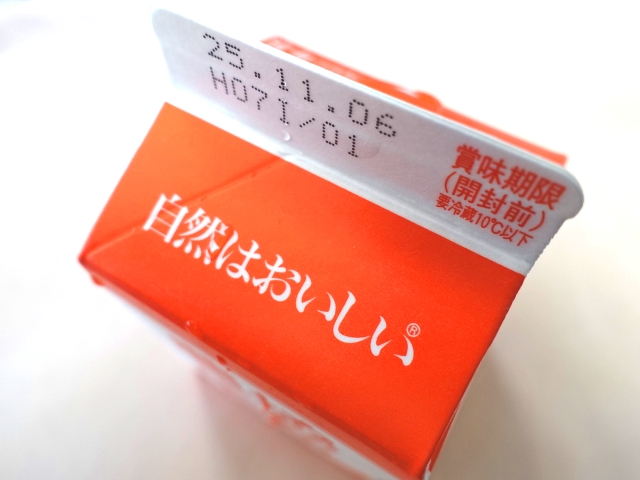 25.11.06
H07I/01
賞味期限
(開封前)
要冷蔵10℃以下
自然はおいしい®